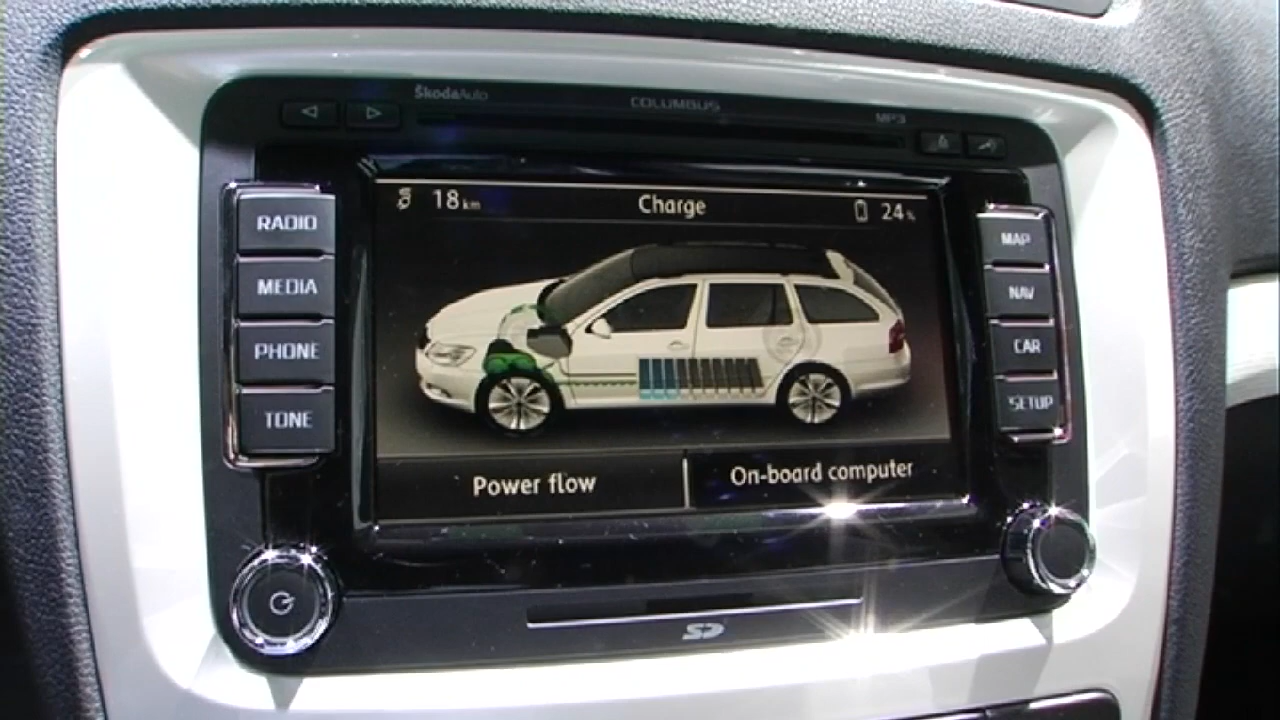 ŠkodaAuto COLUMBUS MP3
18 km Charge 24 %
RADIO
MEDIA
PHONE
TONE
MAP
NAV
CAR
SETUP
Power flow On-board computer
SD